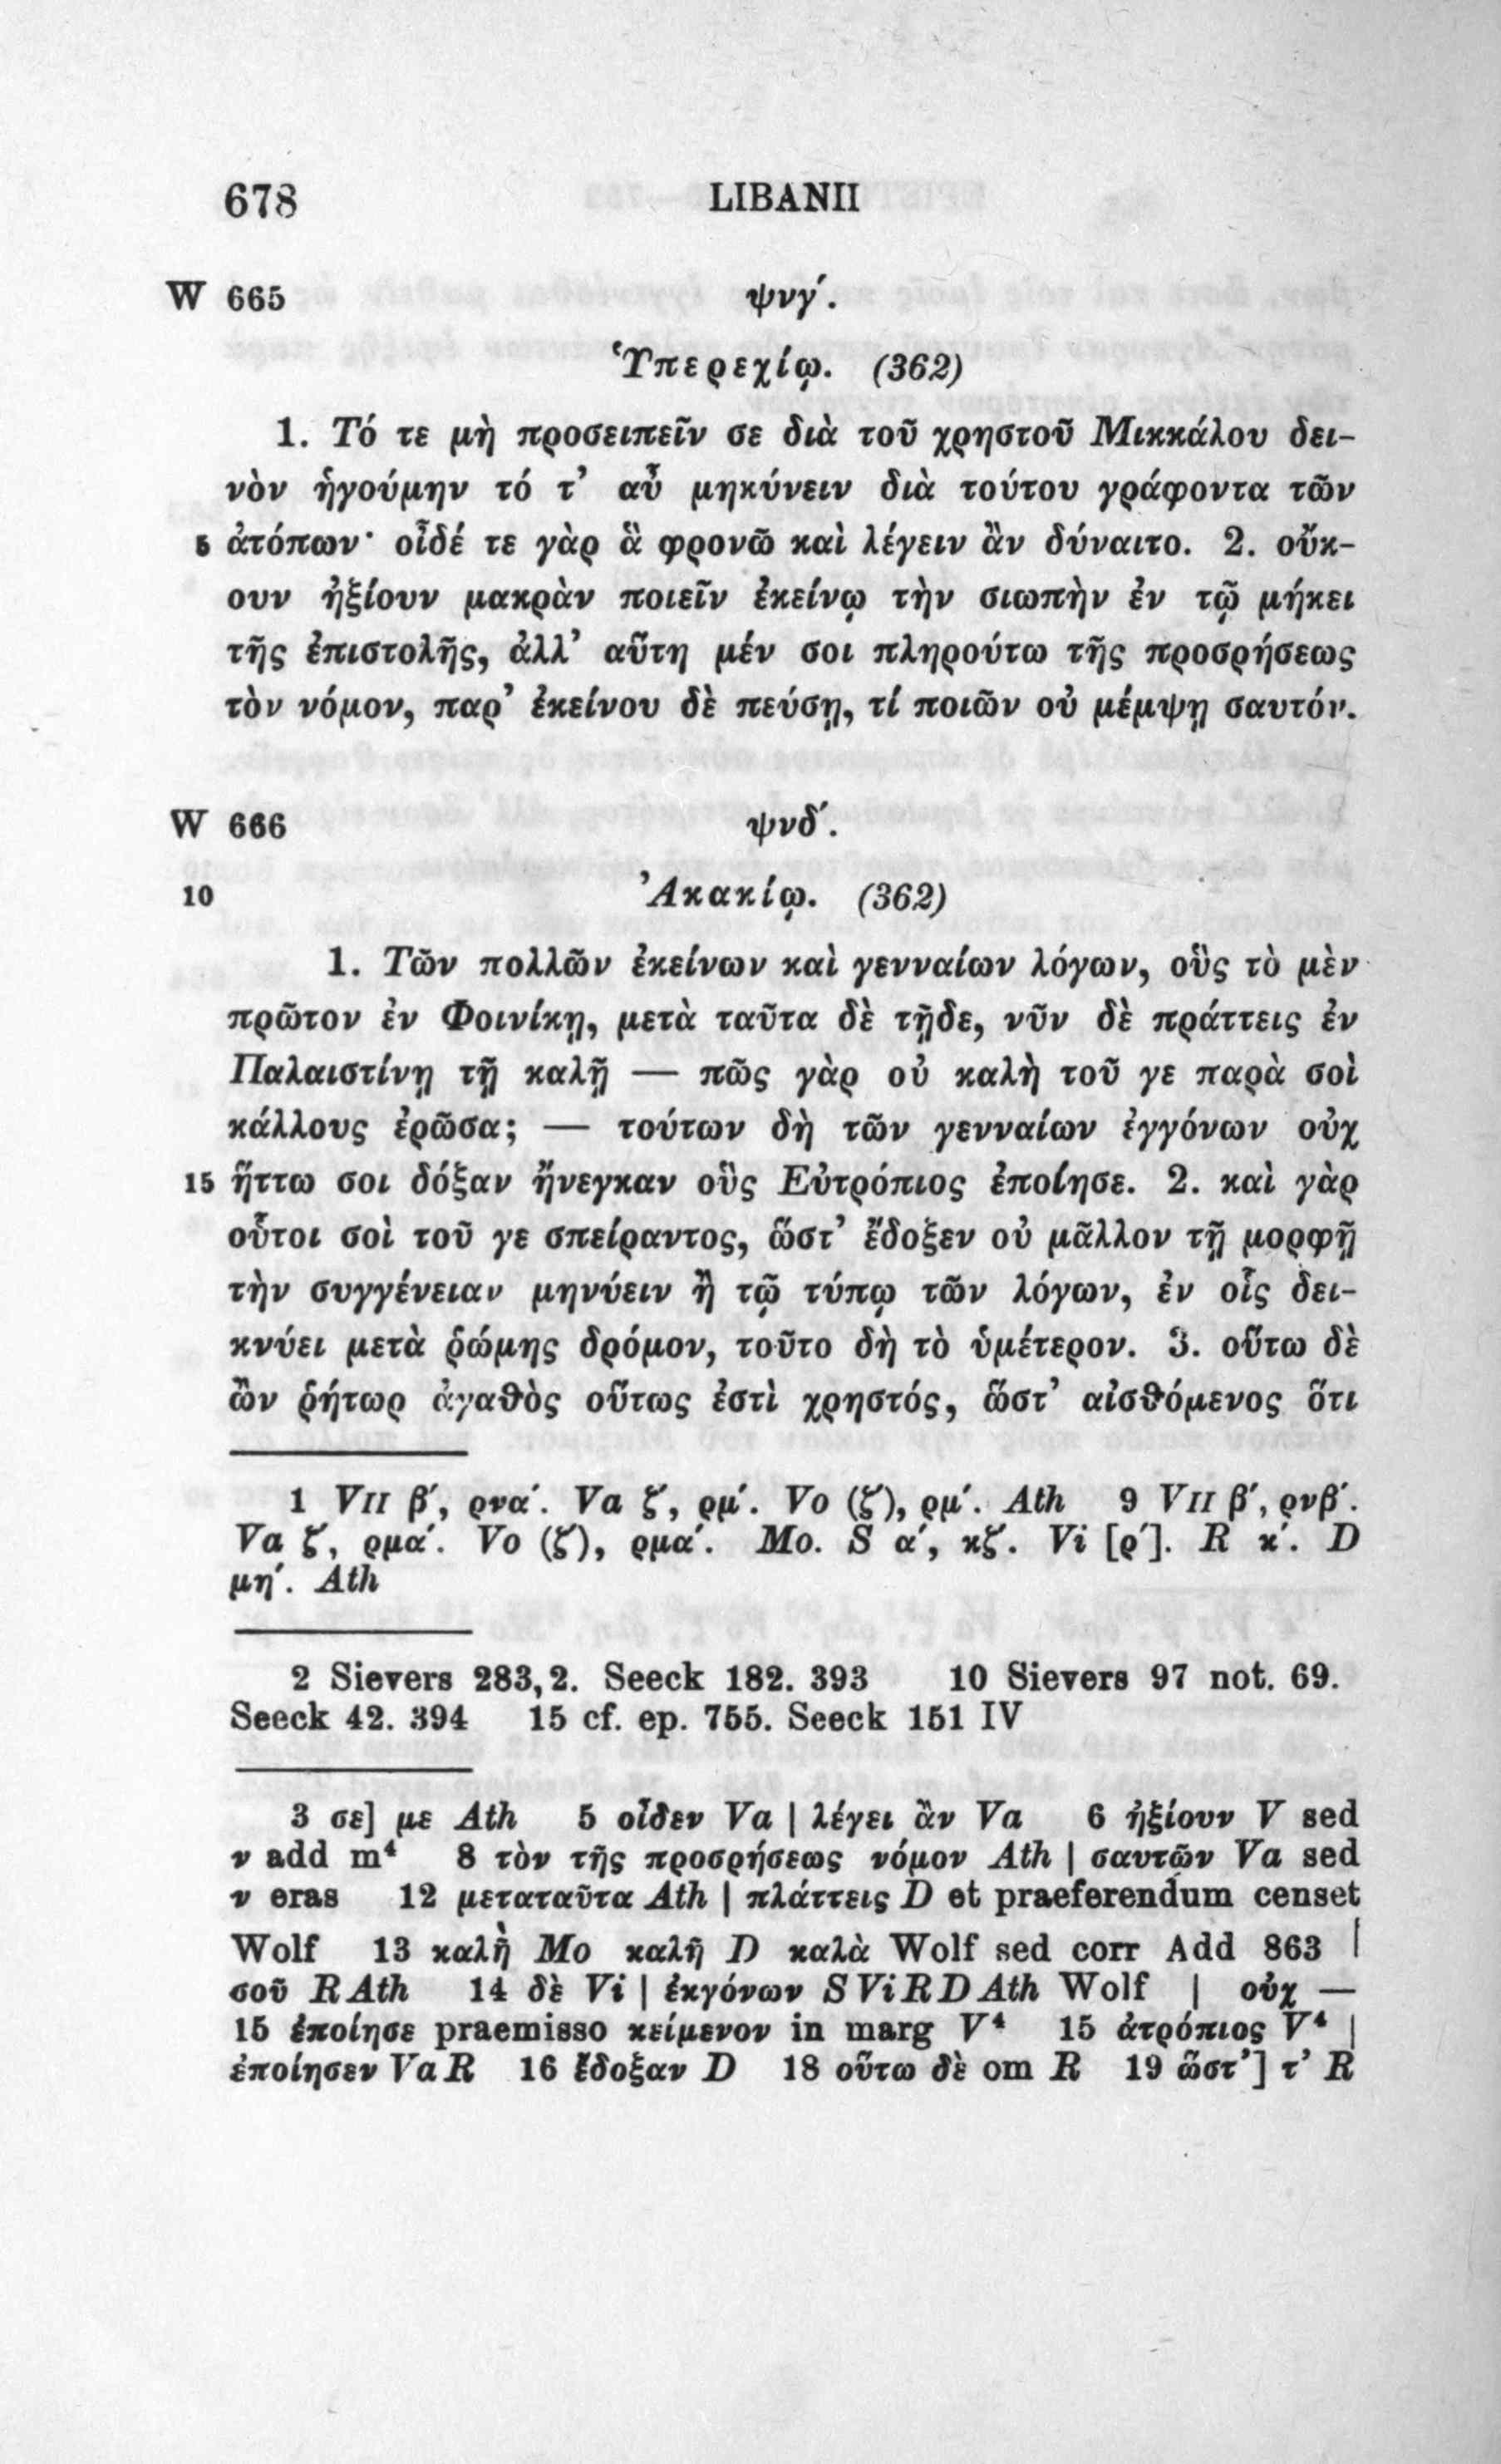 678 LIBANII
W 665 ψνγ΄.
Ὑπερεχίῳ. (362)
1. Τό τε μὴ προσειπεῖν σε διὰ τοῦ χρηστοῦ Μικκάλου δει-
νὸν ἡγούμην τό τ’ αὖ μηκύνειν διὰ τούτου γράφοντα τῶν
5 ἀτόπων· οἶδέ τε γὰρ ἃ φρονῶ καὶ λέγειν ἂν δύναιτο. 2. οὔκ-
ουν ἠξίουν μακρὰν ποιεῖν ἐκείνῳ τὴν σιωπὴν ἐν τῷ μήκει
τῆς ἐπιστολῆς, ἀλλ’ αὕτη μέν σοι πληρούτω τῆς προσρήσεως
τὸν νόμον, παρ’ ἐκείνου δὲ πεύσῃ, τί ποιῶν οὐ μέμψῃ σαυτόν.
W 666 ψνδ΄.
10 Ἀκακίῳ. (362)
1. Τῶν πολλῶν ἐκείνων καὶ γενναίων λόγων, οὓς τὸ μὲν
πρῶτον ἐν Φοινίκῃ, μετὰ ταῦτα δὲ τῇδε, νῦν δὲ πράττεις ἐν
Παλαιστίνῃ τῇ καλῇ — πῶς γὰρ οὐ καλὴ τοῦ γε παρὰ σοὶ
κάλλους ἐρῶσα; — τούτων δὴ τῶν γενναίων ἐγγόνων οὐχ
15 ἥττω σοι δόξαν ἤνεγκαν οὓς Εὐτρόπιος ἐποίησε. 2. καὶ γὰρ
οὗτοι σοὶ τοῦ γε σπείραντος, ὥστ’ ἔδοξεν οὐ μᾶλλον τῇ μορφῇ
τὴν συγγένειαν μηνύειν ἢ τῷ τύπῳ τῶν λόγων, ἐν οἷς δει-
κνύει μετὰ ῥώμης δρόμον, τοῦτο δὴ τὸ ὑμέτερον. 3. οὕτω δὲ
ὢν ῥήτωρ ἀγαθὸς οὕτως ἐστὶ χρηστός, ὥστ’ αἰσθόμενος ὅτι
1 VII β΄, ρνα΄. Va ζ΄, ρμ΄. Vo (ζ΄), ρμ΄. Ath 9 VII β΄, ρνβ΄.
Va ζ΄, ρμα΄. Vo (ζ΄), ρμα΄. Mo. S α΄, κζ΄. Vi [ρ΄]. R κ΄. D
μη΄. Ath
2 Sievers 283,2. Seeck 182. 393 10 Sievers 97 not. 69.
Seeck 42. 394 15 cf. ep. 755. Seeck 151 IV
3 σε] με Ath 5 οἶδεν Va | λέγει ἂν Va 6 ἠξίουν V sed
ν add m⁴ 8 τὸν τῆς προσρήσεως νόμον Ath | σαυτῶν Va sed
ν eras 12 μεταταῦτα Ath | πλάττεις D et praeferendum censet
Wolf 13 καλὴ Mo καλῇ D καλὰ Wolf sed corr Add 863 |
σοῦ R Ath 14 δὲ Vi | ἐκγόνων S Vi R D Ath Wolf | οὐχ —
15 ἐποίησε praemisso κείμενον in marg V⁴ 15 ἀτρόπιος V⁴ |
ἐποίησεν Va R 16 ἔδοξαν D 18 οὕτω δὲ om R 19 ὥστ’] τ’ R